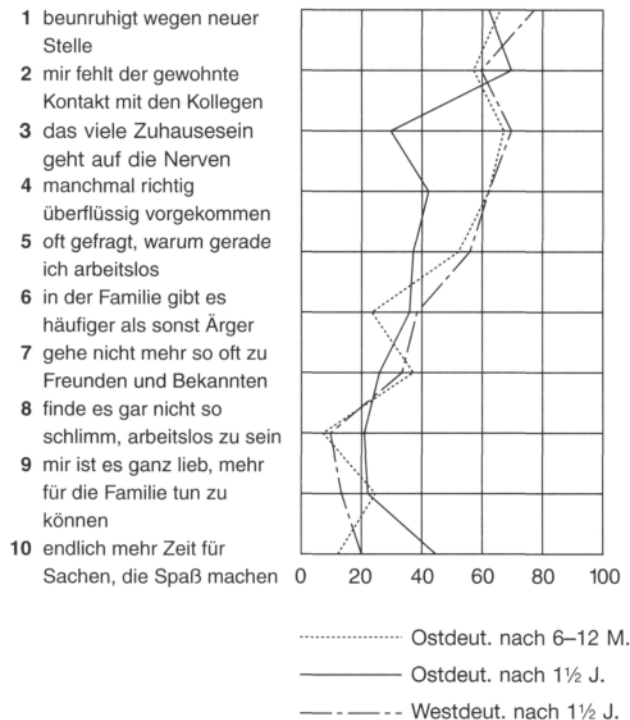 1 beunruhigt wegen neuer
Stelle
2 mir fehlt der gewohnte
Kontakt mit den Kollegen
3 das viele Zuhausesein
geht auf die Nerven
4 manchmal richtig
überflüssig vorgekommen
5 oft gefragt, warum gerade
ich arbeitslos
6 in der Familie gibt es
häufiger als sonst Ärger
7 gehe nicht mehr so oft zu
Freunden und Bekannten
8 finde es gar nicht so
schlimm, arbeitslos zu sein
9 mir ist es ganz lieb, mehr
für die Familie tun zu
können
10 endlich mehr Zeit für
Sachen, die Spaß machen
0 20 40 60 80 100
Ostdeut. nach 6–12 M.
Ostdeut. nach 1½ J.
Westdeut. nach 1½ J.